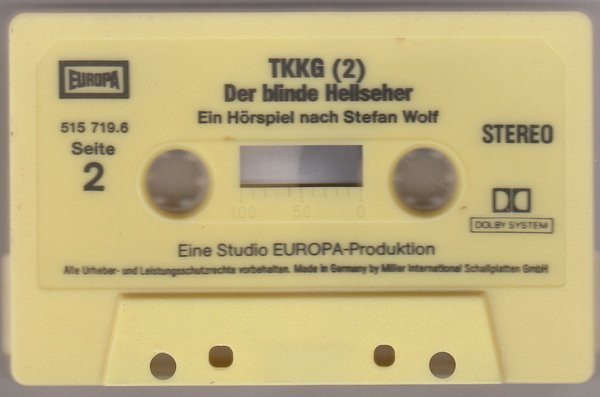 EUROPA
TKKG (2)
Der blinde Hellseher
Ein Hörspiel nach Stefan Wolf
515 719.6
Seite
2
STEREO
100 50 0
DOLBY SYSTEM
Eine Studio EUROPA-Produktion
Alle Urheber- und Leistungsschutzrechte vorbehalten. Made in Germany by Miller International Schallplatten GmbH